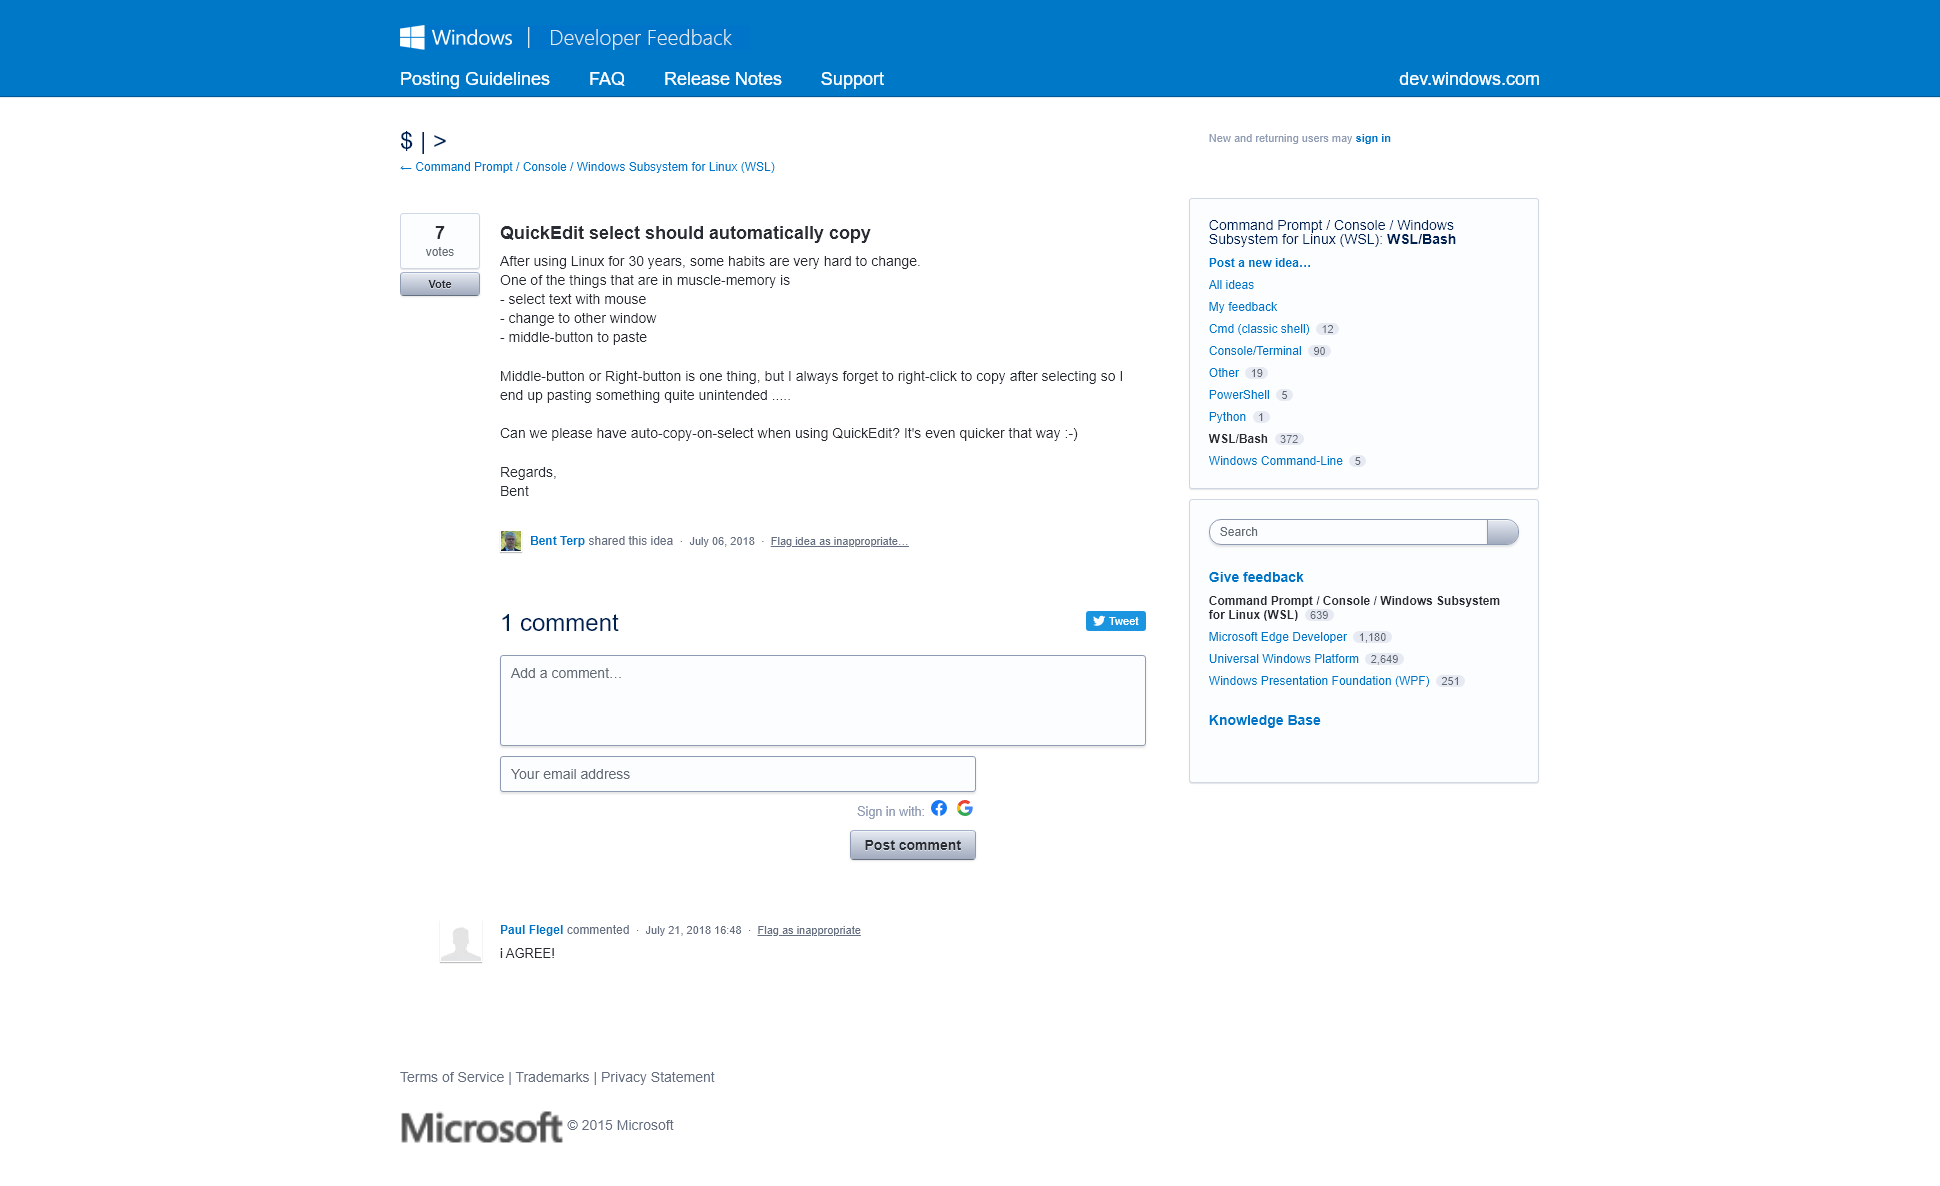 Windows | Developer Feedback
Posting Guidelines FAQ Release Notes Support dev.windows.com
$ | >
← Command Prompt / Console / Windows Subsystem for Linux (WSL)
New and returning users may sign in
7
votes
Vote
QuickEdit select should automatically copy
After using Linux for 30 years, some habits are very hard to change.
One of the things that are in muscle-memory is
- select text with mouse
- change to other window
- middle-button to paste
Middle-button or Right-button is one thing, but I always forget to right-click to copy after selecting so I
end up pasting something quite unintended .....
Can we please have auto-copy-on-select when using QuickEdit? It's even quicker that way :-)
Regards,
Bent
Bent Terp shared this idea · July 06, 2018 · Flag idea as inappropriate…
1 comment
Tweet
Add a comment…
Your email address
Sign in with:
Post comment
Paul Flegel commented · July 21, 2018 16:48 · Flag as inappropriate
i AGREE!
Command Prompt / Console / Windows
Subsystem for Linux (WSL): WSL/Bash
Post a new idea…
All ideas
My feedback
Cmd (classic shell) 12
Console/Terminal 90
Other 19
PowerShell 5
Python 1
WSL/Bash 372
Windows Command-Line 5
Search
Give feedback
Command Prompt / Console / Windows Subsystem
for Linux (WSL) 639
Microsoft Edge Developer 1,180
Universal Windows Platform 2,649
Windows Presentation Foundation (WPF) 251
Knowledge Base
Terms of Service | Trademarks | Privacy Statement
Microsoft © 2015 Microsoft